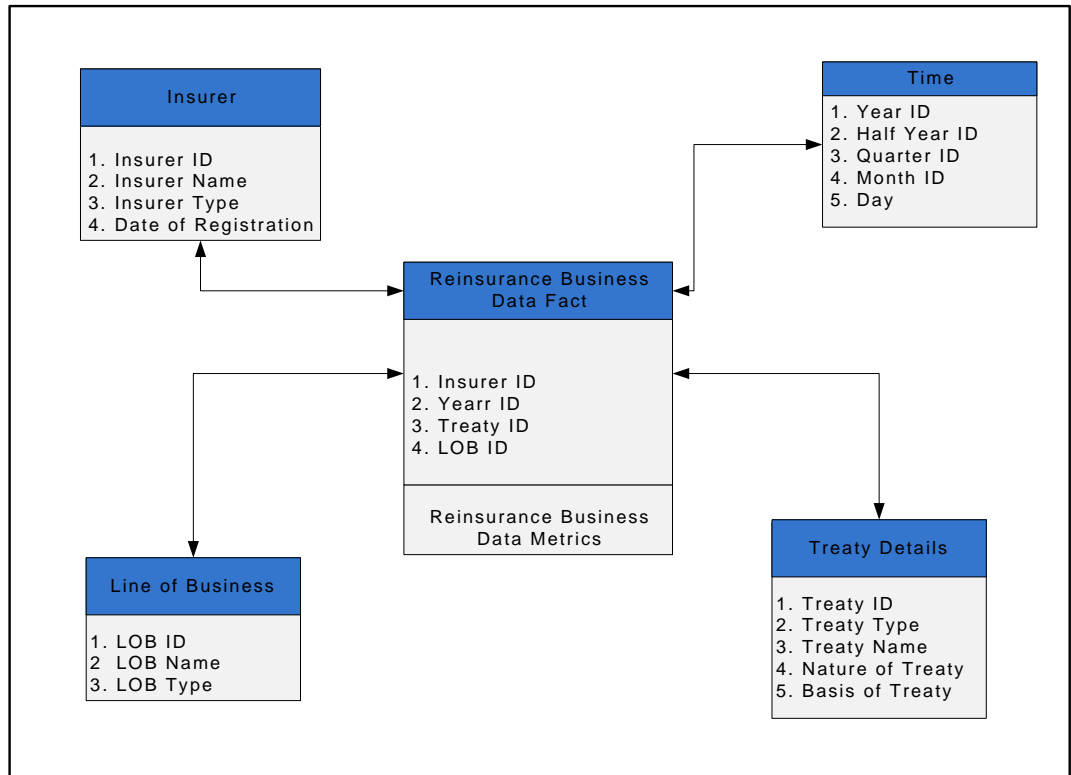 Insurer
1. Insurer ID
2. Insurer Name
3. Insurer Type
4. Date of Registration
Time
1. Year ID
2. Half Year ID
3. Quarter ID
4. Month ID
5. Day
Reinsurance Business
Data Fact
1. Insurer ID
2. Yearr ID
3. Treaty ID
4. LOB ID
Reinsurance Business
Data Metrics
Line of Business
1. LOB ID
2 LOB Name
3. LOB Type
Treaty Details
1. Treaty ID
2. Treaty Type
3. Treaty Name
4. Nature of Treaty
5. Basis of Treaty